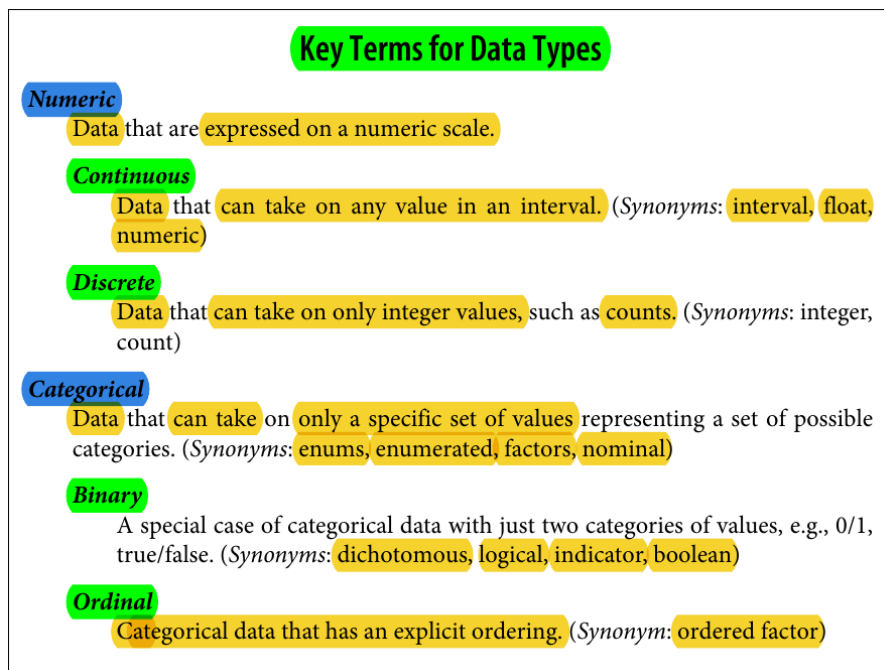 Key Terms for Data Types
Numeric
Data that are expressed on a numeric scale.
Continuous
Data that can take on any value in an interval. (Synonyms: interval, float,
numeric)
Discrete
Data that can take on only integer values, such as counts. (Synonyms: integer,
count)
Categorical
Data that can take on only a specific set of values representing a set of possible
categories. (Synonyms: enums, enumerated, factors, nominal)
Binary
A special case of categorical data with just two categories of values, e.g., 0/1,
true/false. (Synonyms: dichotomous, logical, indicator, boolean)
Ordinal
Categorical data that has an explicit ordering. (Synonym: ordered factor)